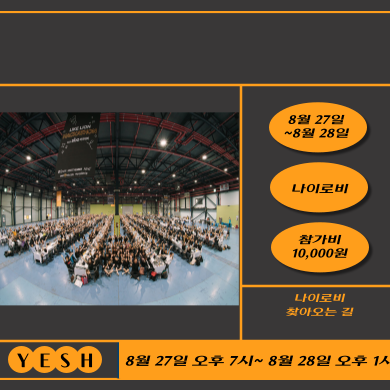 LIKE LION
8월 27일
~8월 28일
나이로비
참가비
10,000원
나이로비
찾아오는 길
YESH
8월 27일 오후 7시~ 8월 28일 오후 1시